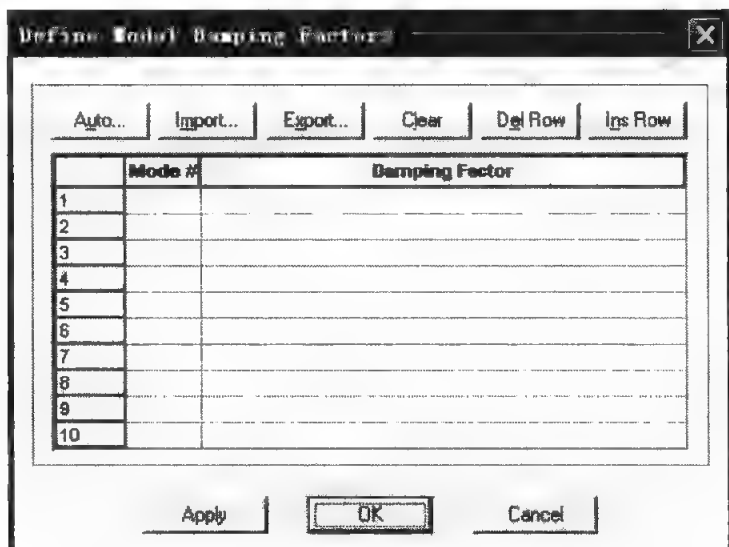 Define Modal Damping Factors
Auto... Import... Export... Clear Del Row Ins Row
Mode # Damping Factor
1
2
3
4
5
6
7
8
9
10
Apply OK Cancel